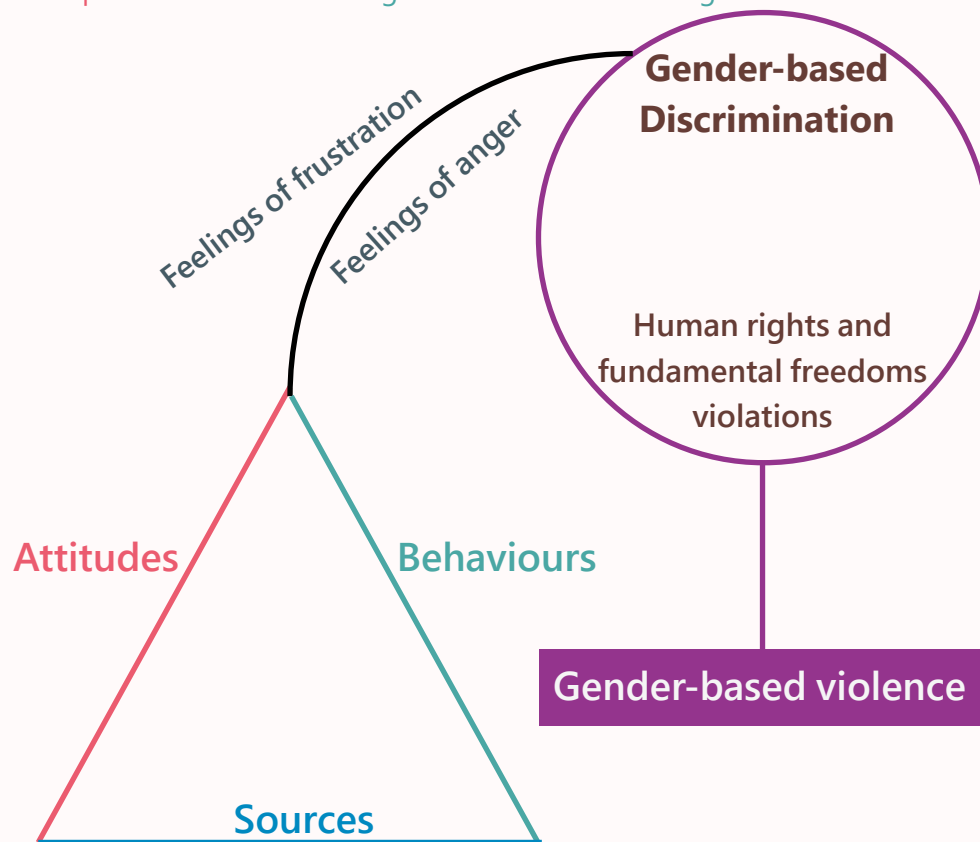 Gender-based
Discrimination
Feelings of frustration
Feelings of anger
Human rights and
fundamental freedoms
violations
Attitudes
Behaviours
Gender-based violence
Sources